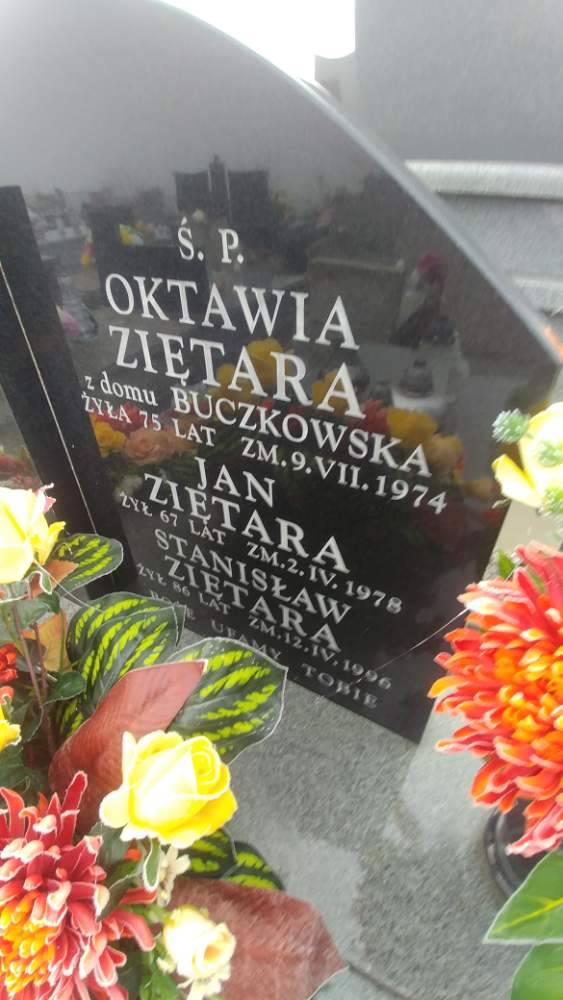 Ś. P.
OKTAWIA
ZIĘTARA
z domu BUCZKOWSKA
ŻYŁA 75 LAT ZM. 9. VII. 1974
JAN
ZIĘTARA
ŻYŁ 67 LAT ZM. 2. IV. 1978
STANISŁAW
ZIĘTARA
ŻYŁ 86 LAT ZM. 12. IV. 1996
BOŻE UFAMY TOBIE